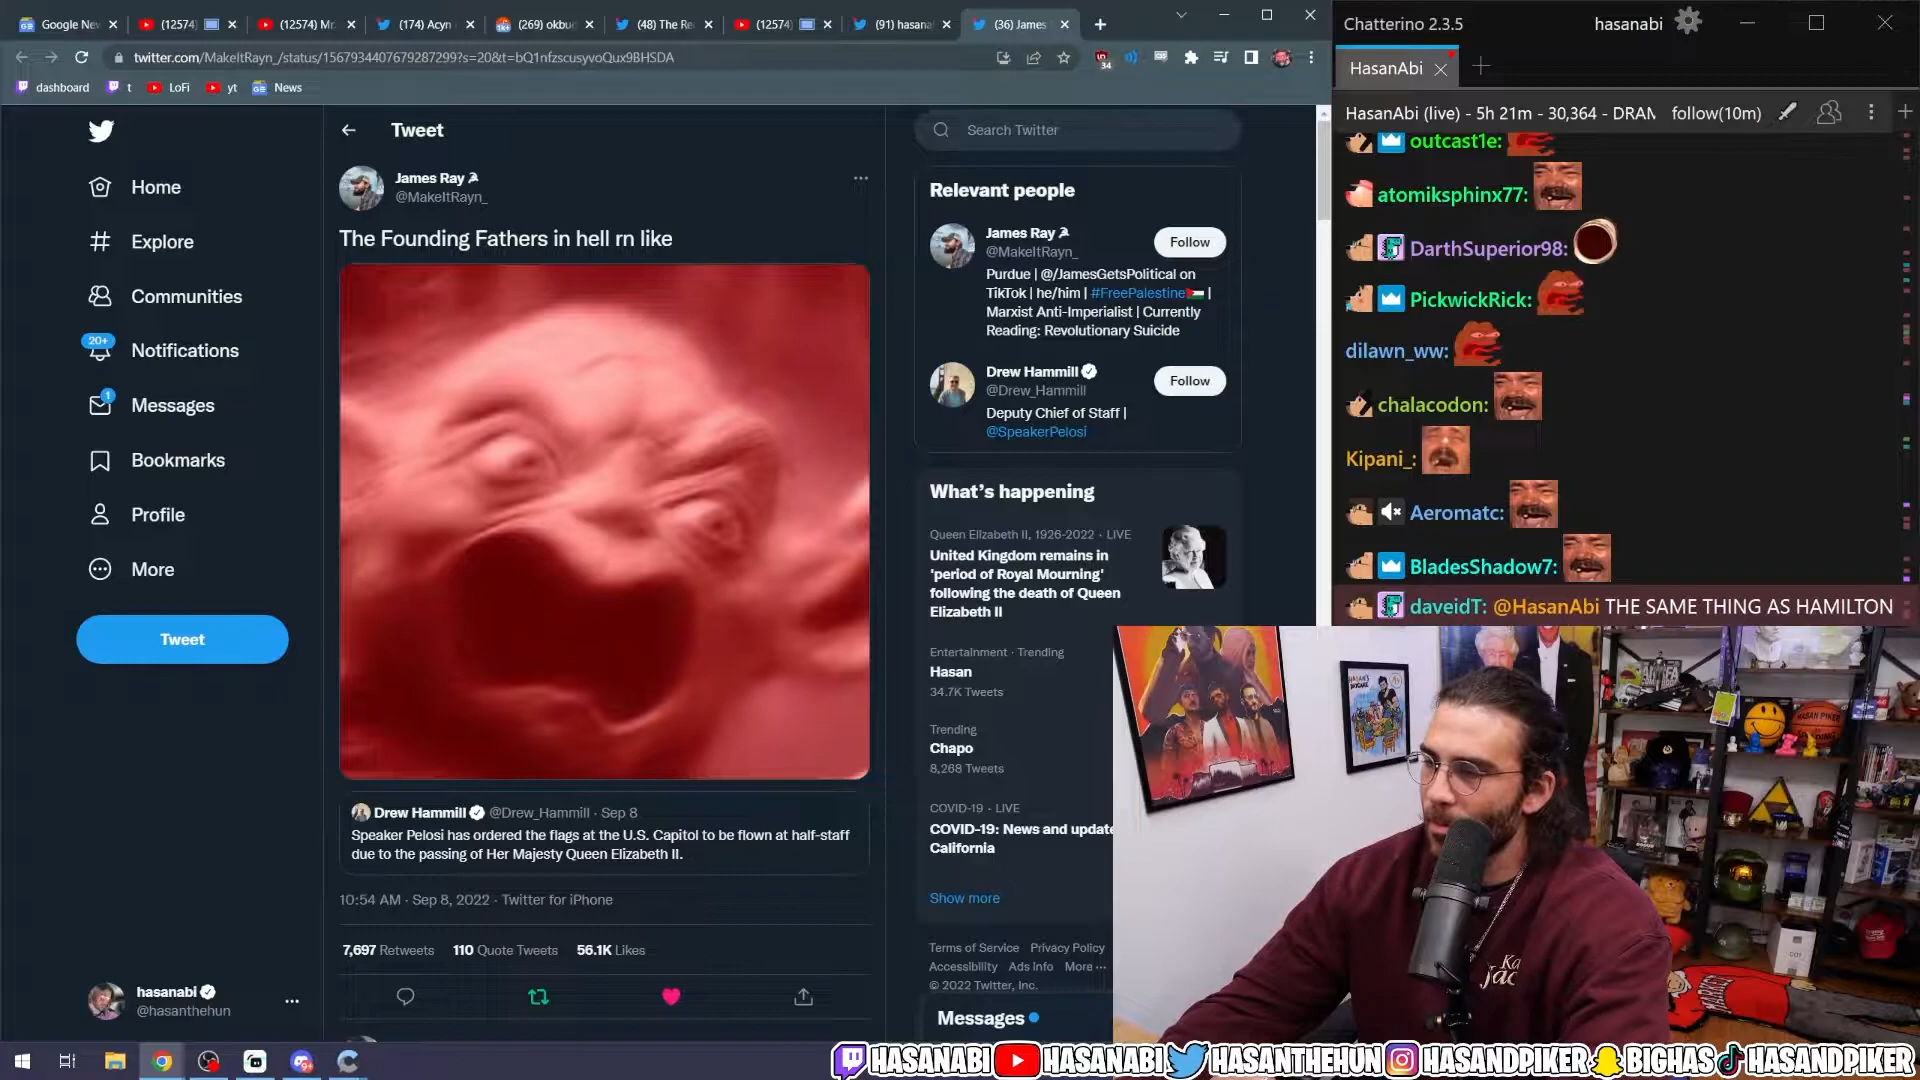 Google Nev
(12574)
(12574) Mr.
(174) Acyn
(269) okbud
(48) The Re
(12574)
(91) hasana
(36) James
twitter.com/MakeItRayn_/status/1567934407679287299?s=20&t=bQ1nfzscusyvoQux9BHSDA
34
dashboard
t
LoFi
yt
News
Home
Explore
Communities
20+
Notifications
1
Messages
Bookmarks
Profile
More
Tweet
hasanabi
@hasanthehun
Tweet
James Ray
@MakeItRayn_
The Founding Fathers in hell rn like
Drew Hammill @Drew_Hammill · Sep 8
Speaker Pelosi has ordered the flags at the U.S. Capitol to be flown at half-staff
due to the passing of Her Majesty Queen Elizabeth II.
10:54 AM · Sep 8, 2022 · Twitter for iPhone
7,697 Retweets 110 Quote Tweets 56.1K Likes
Search Twitter
Relevant people
James Ray
@MakeItRayn_
Follow
Purdue | @/JamesGetsPolitical on
TikTok | he/him | #FreePalestine |
Marxist Anti-Imperialist | Currently
Reading: Revolutionary Suicide
Drew Hammill
@Drew_Hammill
Follow
Deputy Chief of Staff |
@SpeakerPelosi
What's happening
Queen Elizabeth II, 1926-2022 · LIVE
United Kingdom remains in
'period of Royal Mourning'
following the death of Queen
Elizabeth II
Entertainment · Trending
Hasan
34.7K Tweets
Trending
Chapo
8,268 Tweets
COVID-19 · LIVE
COVID-19: News and update
California
Show more
Terms of Service Privacy Policy
Accessibility Ads info More ···
© 2022 Twitter, Inc.
Messages
Chatterino 2.3.5
hasanabi
HasanAbi
HasanAbi (live) - 5h 21m - 30,364 - DRAM
follow(10m)
outcast1e:
atomiksphinx77:
DarthSuperior98:
PickwickRick:
dilawn_ww:
chalacodon:
Kipani_:
Aeromatc:
BladesShadow7:
daveidT: @HasanAbi THE SAME THING AS HAMILTON
HASAN PIKER
HASANABI HASANABI HASANTHEHUN HASANDPIKER BIGHAS HASANDPIKER